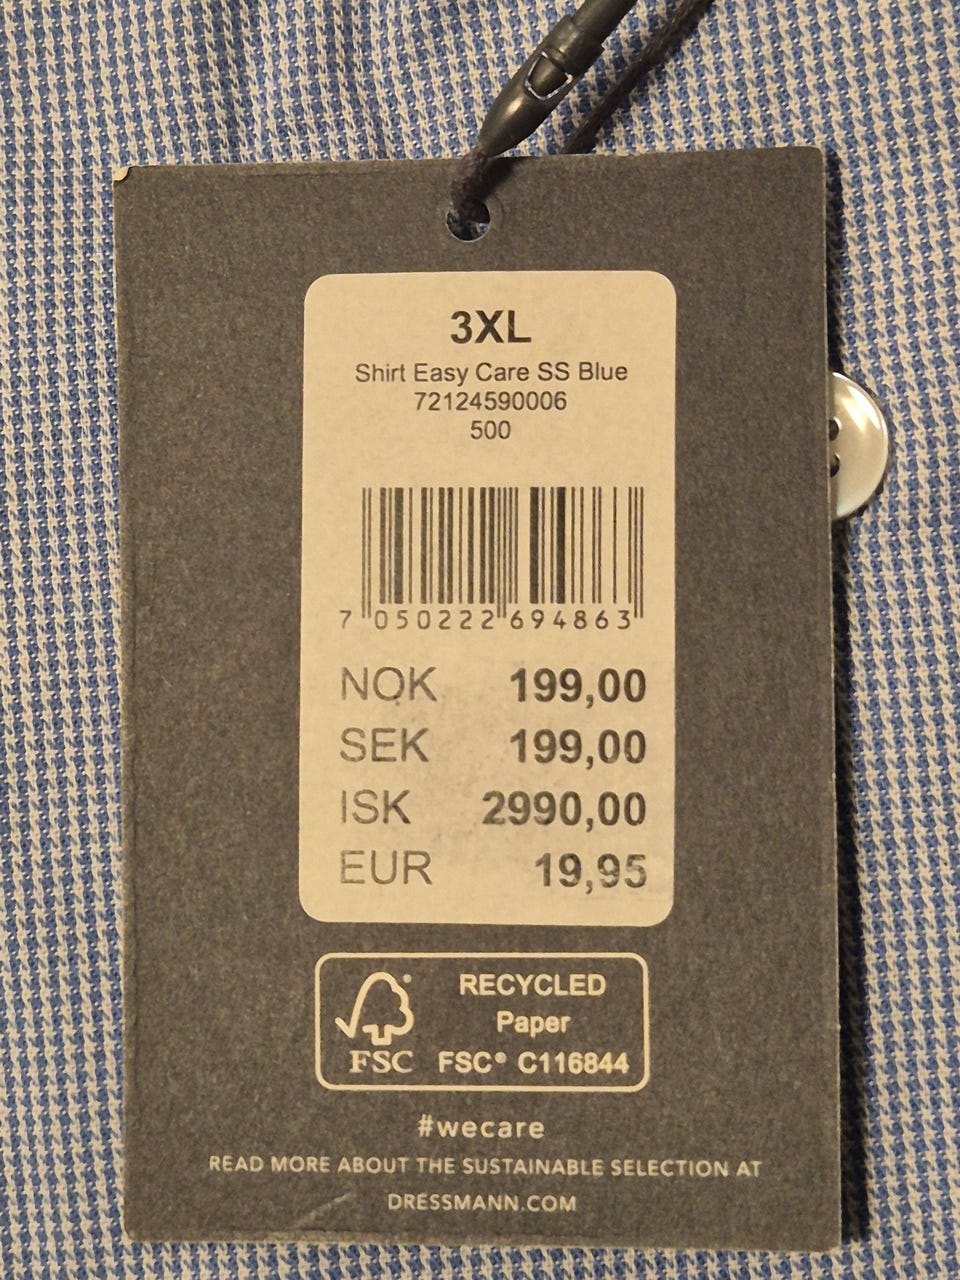 3XL
Shirt Easy Care SS Blue
72124590006
500
7 050222 694863
NOK 199,00
SEK 199,00
ISK 2990,00
EUR 19,95
RECYCLED
Paper
FSC FSC® C116844
#wecare
READ MORE ABOUT THE SUSTAINABLE SELECTION AT
DRESSMANN.COM